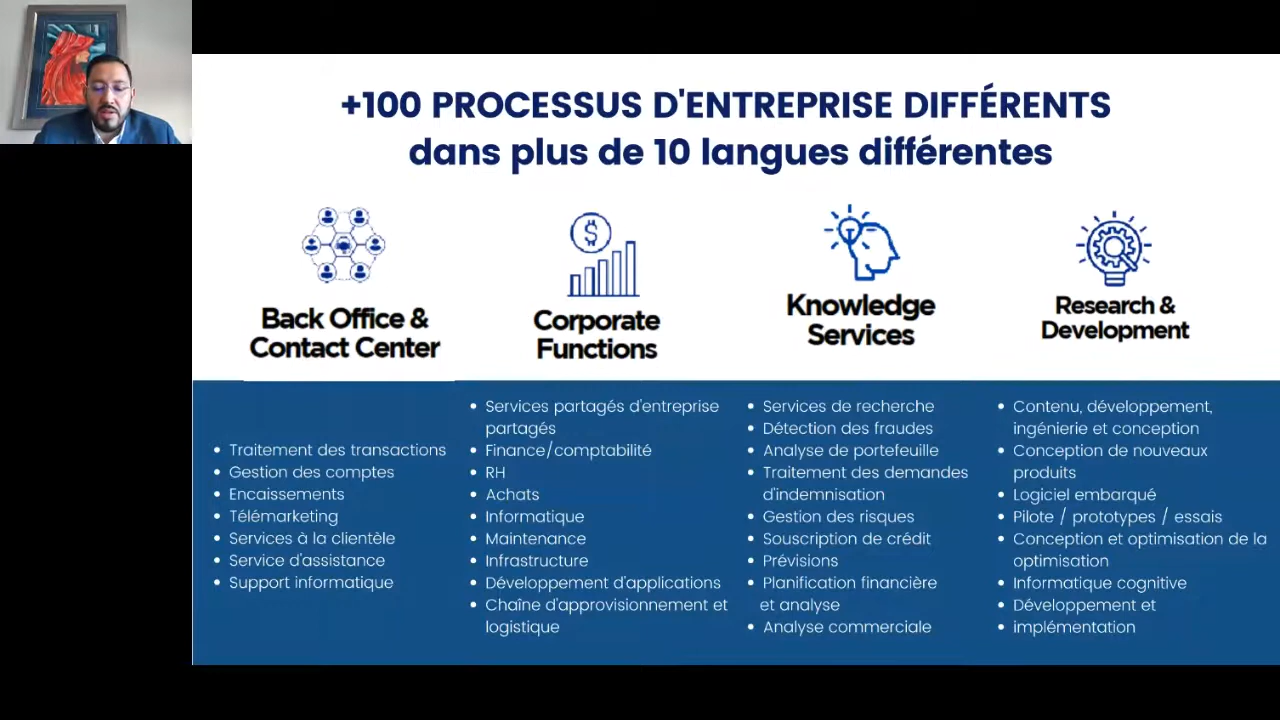 +100 PROCESSUS D'ENTREPRISE DIFFÉRENTS
dans plus de 10 langues différentes
Back Office &
Contact Center
• Traitement des transactions
• Gestion des comptes
• Encaissements
• Télémarketing
• Services à la clientèle
• Service d'assistance
• Support informatique
$
Corporate
Functions
• Services partagés d'entreprise
partagés
• Finance/comptabilité
• RH
• Achats
• Informatique
• Maintenance
• Infrastructure
• Développement d'applications
• Chaîne d'approvisionnement et
logistique
Knowledge
Services
• Services de recherche
• Détection des fraudes
• Analyse de portefeuille
• Traitement des demandes
d'indemnisation
• Gestion des risques
• Souscription de crédit
• Prévisions
• Planification financière
et analyse
• Analyse commerciale
Research &
Development
• Contenu, développement,
ingénierie et conception
• Conception de nouveaux
produits
• Logiciel embarqué
• Pilote / prototypes / essais
• Conception et optimisation de la
optimisation
• Informatique cognitive
• Développement et
• implémentation